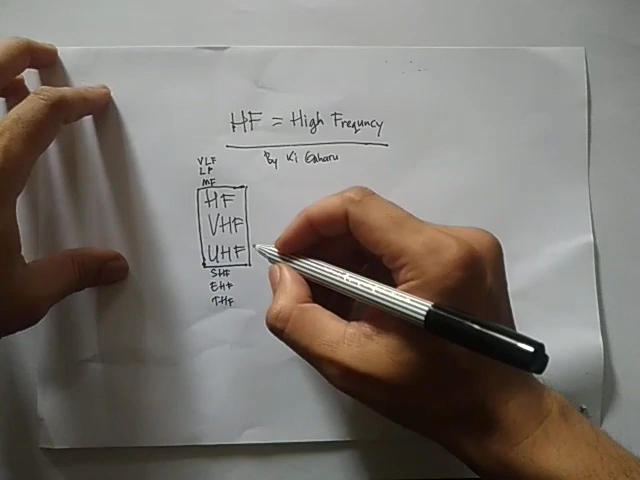 HF = High Frequncy
By Ki Gaharu
VLF
LF
MF
HF
VHF
UHF
SHF
EHF
THF